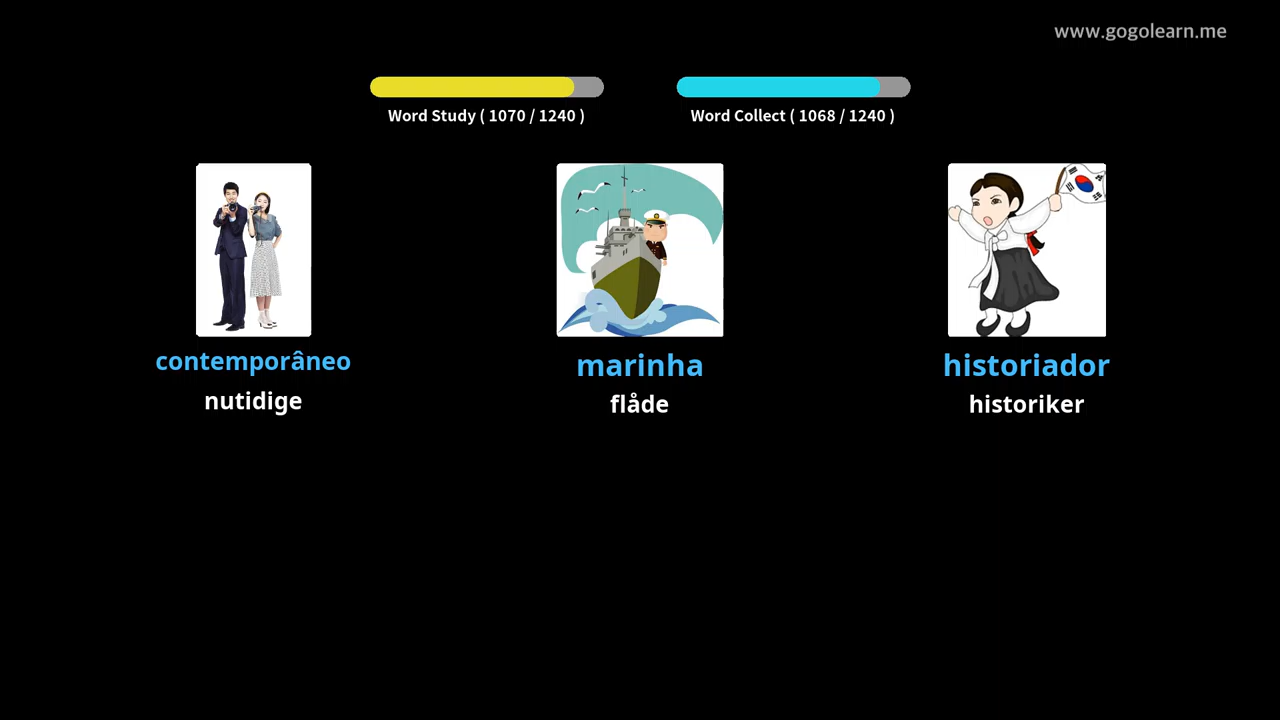 www.gogolearn.me
Word Study ( 1070 / 1240 )
Word Collect ( 1068 / 1240 )
contemporâneo
nutidige
marinha
flåde
historiador
historiker